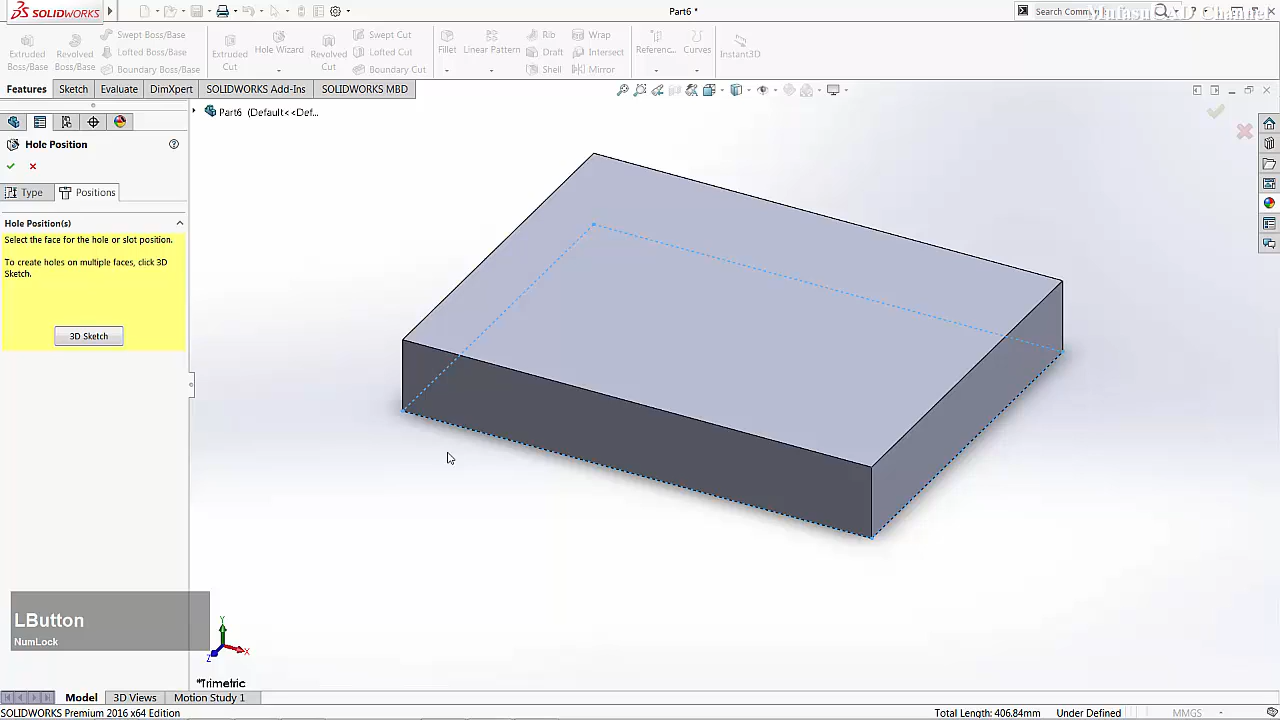 SOLIDWORKS
Part6 *
Search Comm
Mufasu CAD Channel
Extruded Boss/Base
Revolved Boss/Base
Swept Boss/Base
Lofted Boss/Base
Boundary Boss/Base
Extruded Cut
Hole Wizard
Revolved Cut
Swept Cut
Lofted Cut
Boundary Cut
Fillet
Linear Pattern
Rib
Draft
Shell
Wrap
Intersect
Mirror
Referenc...
Curves
Instant3D
Features
Sketch
Evaluate
DimXpert
SOLIDWORKS Add-Ins
SOLIDWORKS MBD
Part6 (Default<<Def...
Hole Position
Type
Positions
Hole Position(s)
Select the face for the hole or slot position.
To create holes on multiple faces, click 3D
Sketch.
3D Sketch
LButton
NumLock
Y
X
Z
*Trimetric
Model
3D Views
Motion Study 1
SOLIDWORKS Premium 2016 x64 Edition
Total Length: 406.84mm
Under Defined
MMGS